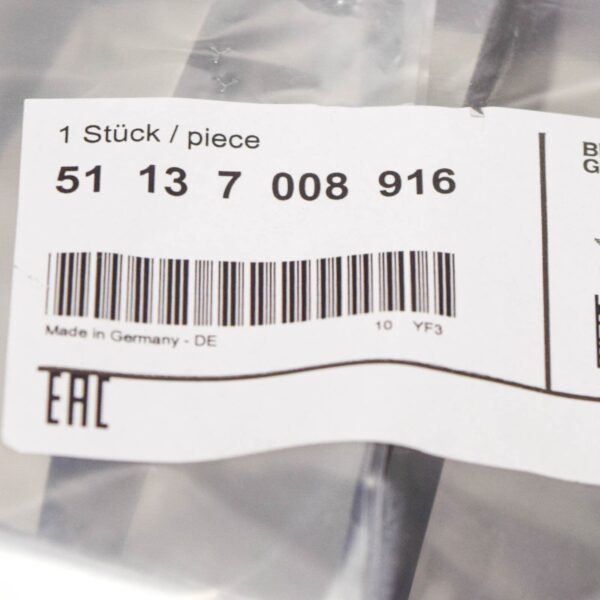 1 Stück / piece
51 13 7 008 916
Made in Germany - DE
10 YF3
EAC